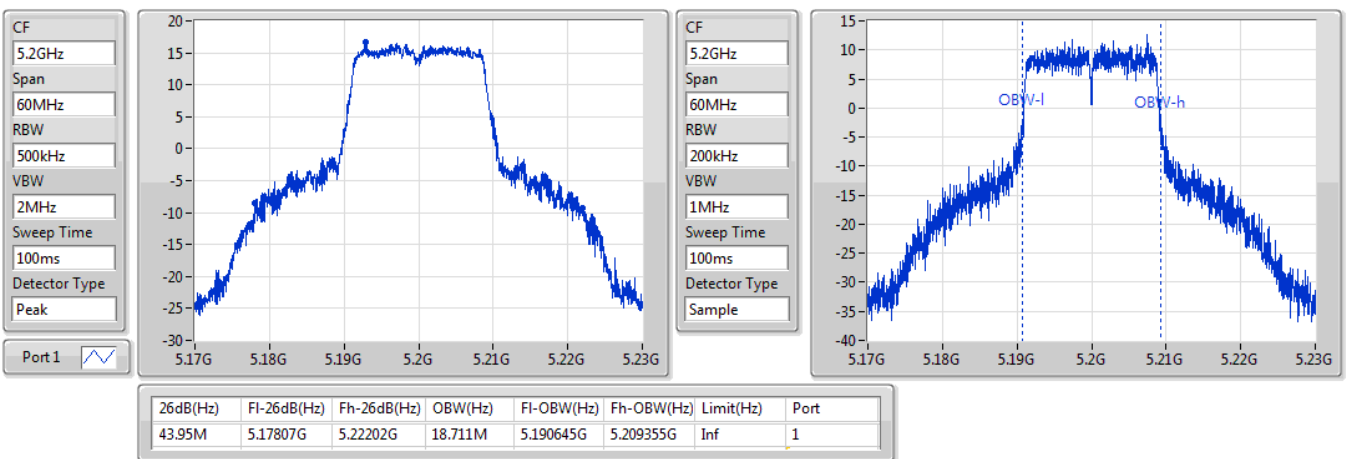 CF
5.2GHz
Span
60MHz
RBW
500kHz
VBW
2MHz
Sweep Time
100ms
Detector Type
Peak
Port 1
20
15
10
5
0
-5
-10
-15
-20
-25
-30
5.17G 5.18G 5.19G 5.2G 5.21G 5.22G 5.23G
CF
5.2GHz
Span
60MHz
RBW
200kHz
VBW
1MHz
Sweep Time
100ms
Detector Type
Sample
15
10
5
0
-5
-10
-15
-20
-25
-30
-35
-40
OBW-l OBW-h
5.17G 5.18G 5.19G 5.2G 5.21G 5.22G 5.23G
26dB(Hz) Fl-26dB(Hz) Fh-26dB(Hz) OBW(Hz) Fl-OBW(Hz) Fh-OBW(Hz) Limit(Hz) Port
43.95M 5.17807G 5.22202G 18.711M 5.190645G 5.209355G Inf 1